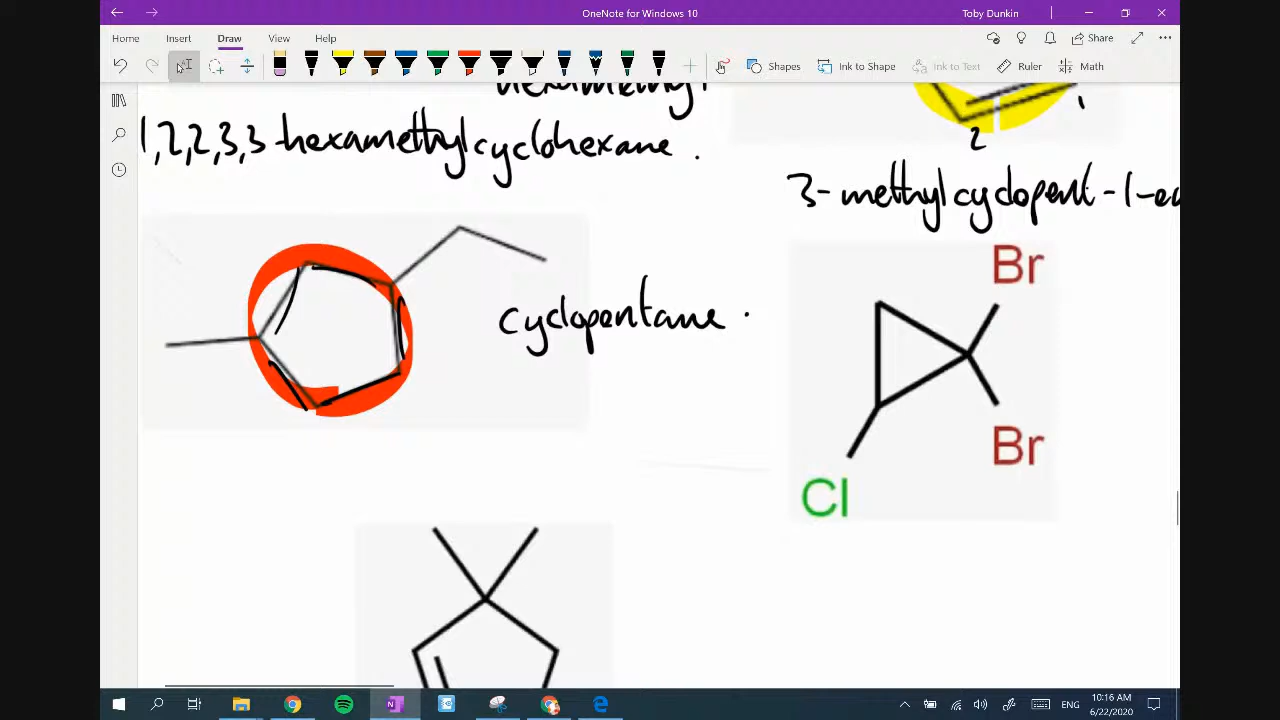 OneNote for Windows 10
Toby Dunkin
Home
Insert
Draw
View
Help
Share
Shapes
Ink to Shape
Ink to Text
Ruler
Math
1,2,2,3,3-hexamethylcyclohexane.
2
1
3-methylcyclopent-1-e
cyclopentane.
Br
Br
Cl
ENG
10:16 AM
6/22/2020